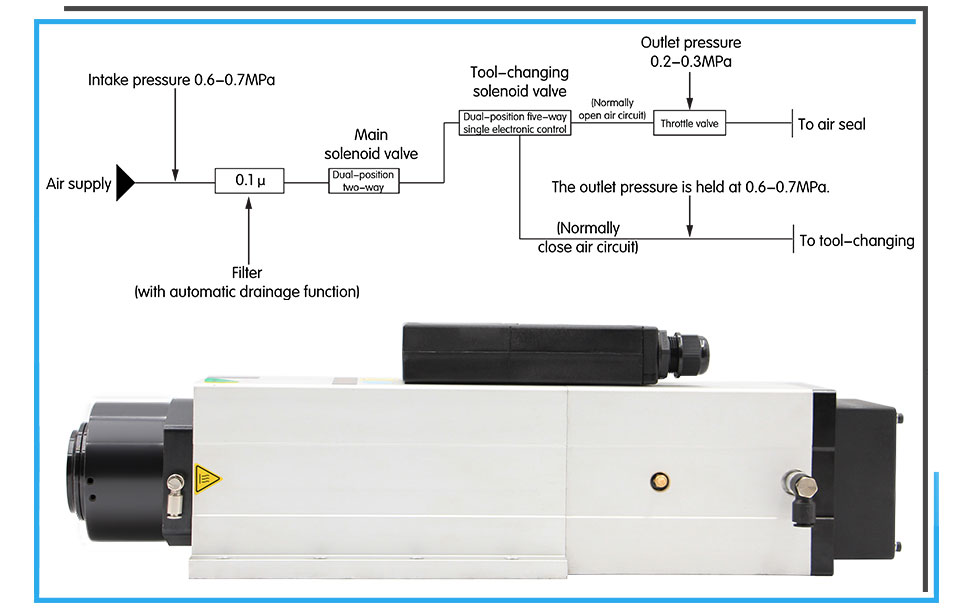 Outlet pressure
0.2-0.3MPa
Intake pressure 0.6-0.7MPa
Tool-changing
solenoid valve
(Normally
open air circuit)
Dual-position five-way
single electronic control
Throttle valve
To air seal
Main
solenoid valve
Air supply
0.1 μ
Dual-position
two-way
The outlet pressure is held at 0.6-0.7MPa.
(Normally
close air circuit)
To tool-changing
Filter
(with automatic drainage function)